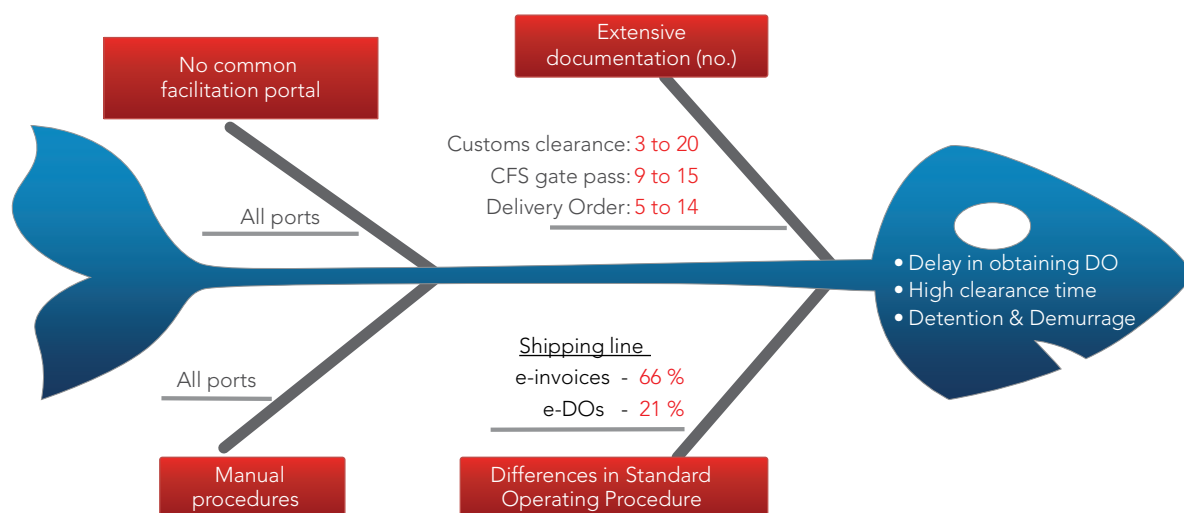 No common
facilitation portal
Extensive
documentation (no.)
Customs clearance: 3 to 20
CFS gate pass: 9 to 15
Delivery Order: 5 to 14
All ports
• Delay in obtaining DO
• High clearance time
• Detention & Demurrage
Shipping line
e-invoices - 66 %
e-DOs - 21 %
All ports
Manual
procedures
Differences in Standard
Operating Procedure